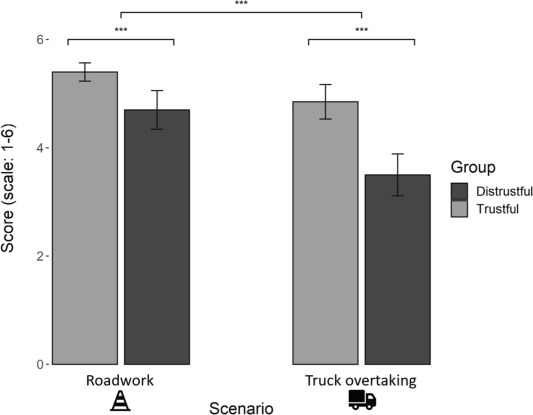 ***
***
***
6
4
2
0
Score (scale: 1-6)
Group
Distrustful
Trustful
Roadwork
Truck overtaking
Scenario